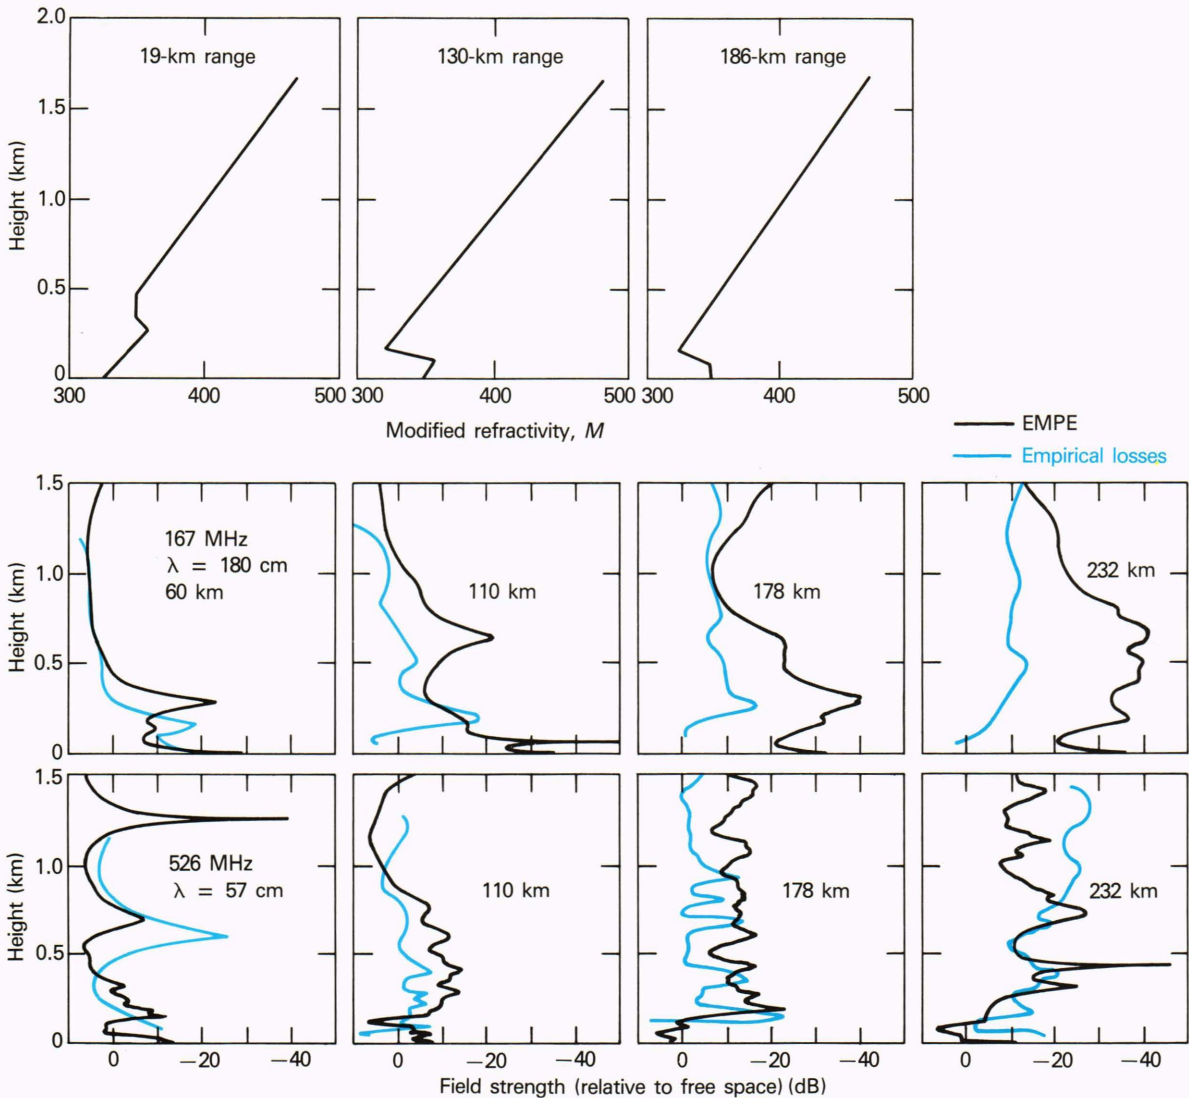 2.0
19-km range
130-km range
186-km range
1.5
1.0
0.5
0
Height (km)
300 400 500 300 400 500 300 400 500
Modified refractivity, M
EMPE
Empirical losses
1.5
1.0
0.5
0
Height (km)
167 MHz
λ = 180 cm
60 km
110 km
178 km
232 km
1.5
1.0
0.5
0
Height (km)
526 MHz
λ = 57 cm
110 km
178 km
232 km
0 −20 −40 0 −20 −40 0 −20 −40 0 −20 −40
Field strength (relative to free space) (dB)